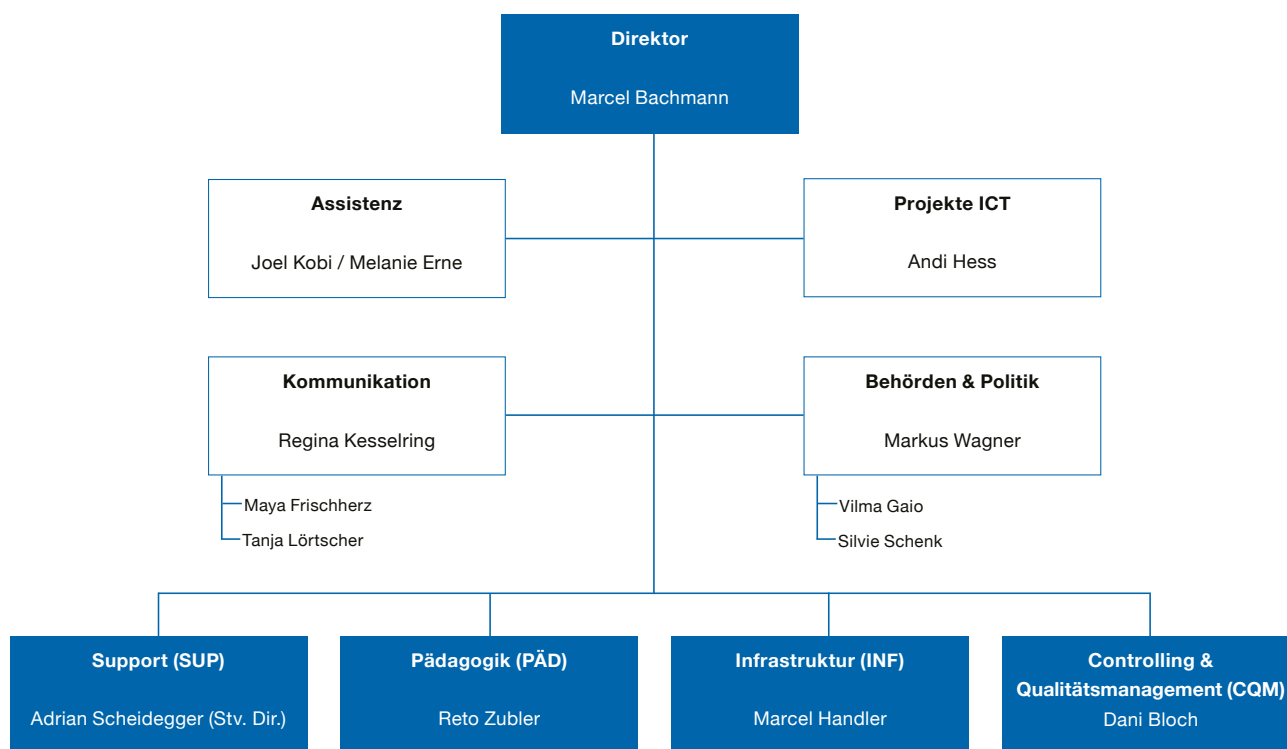 Direktor
Marcel Bachmann
Assistenz
Joel Kobi / Melanie Erne
Projekte ICT
Andi Hess
Kommunikation
Regina Kesselring
Maya Frischherz
Tanja Lörtscher
Behörden & Politik
Markus Wagner
Vilma Gaio
Silvie Schenk
Support (SUP)
Adrian Scheidegger (Stv. Dir.)
Pädagogik (PÄD)
Reto Zubler
Infrastruktur (INF)
Marcel Handler
Controlling &
Qualitätsmanagement (CQM)
Dani Bloch